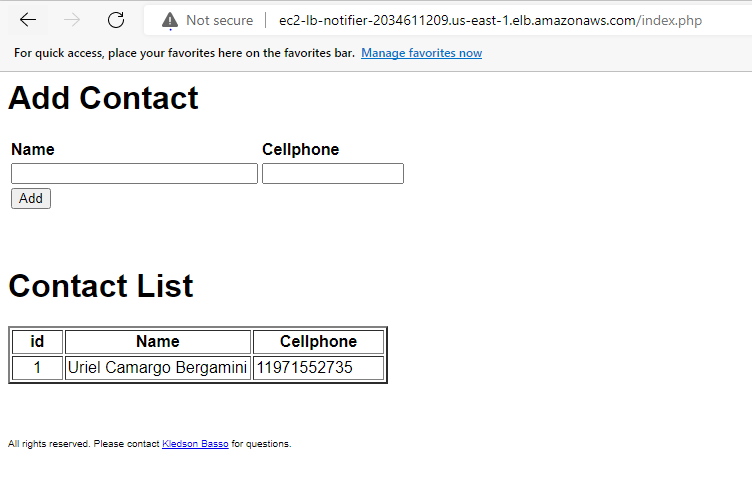 Not secure ec2-lb-notifier-2034611209.us-east-1.elb.amazonaws.com/index.php
For quick access, place your favorites here on the favorites bar. Manage favorites now
Add Contact
Name Cellphone
Add
Contact List
id Name Cellphone
1 Uriel Camargo Bergamini 11971552735
All rights reserved. Please contact Kledson Basso for questions.